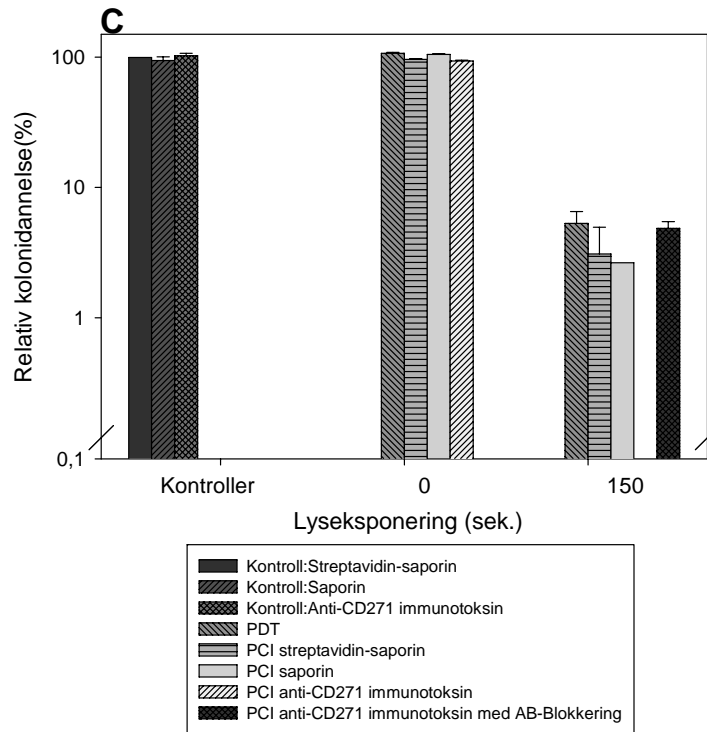 C
Relativ kolonidannelse(%)
100
10
1
0,1
Kontroller
0
150
Lyseksponering (sek.)
Kontroll:Streptavidin-saporin
Kontroll:Saporin
Kontroll:Anti-CD271 immunotoksin
PDT
PCI streptavidin-saporin
PCI saporin
PCI anti-CD271 immunotoksin
PCI anti-CD271 immunotoksin med AB-Blokkering